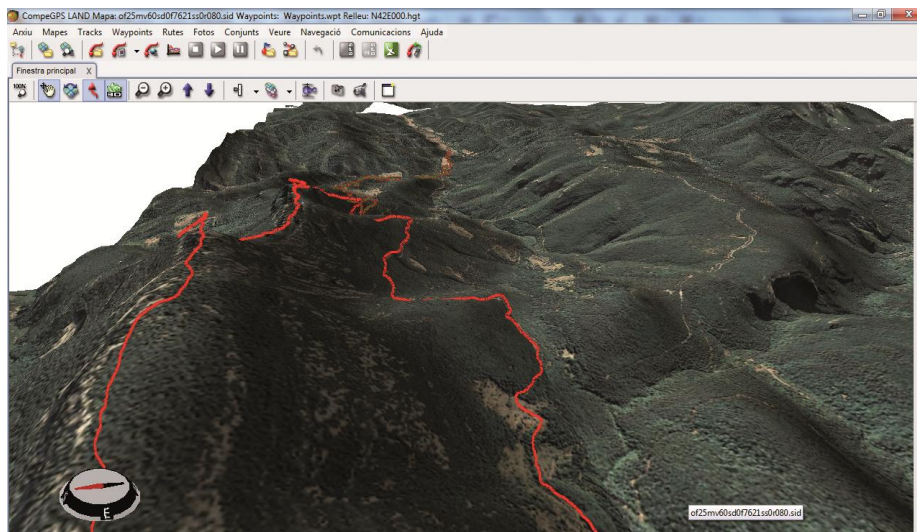 CompeGPS LAND Mapa: of25mv60sd0f7621ss0r080.sid Waypoints: Waypoints.wpt Relleu: N42E000.hgt
Arxiu Mapes Tracks Waypoints Rutes Fotos Conjunts Veure Navegació Comunicacions Ajuda
Finestra principal X
100%
E
of25mv60sd0f7621ss0r080.sid